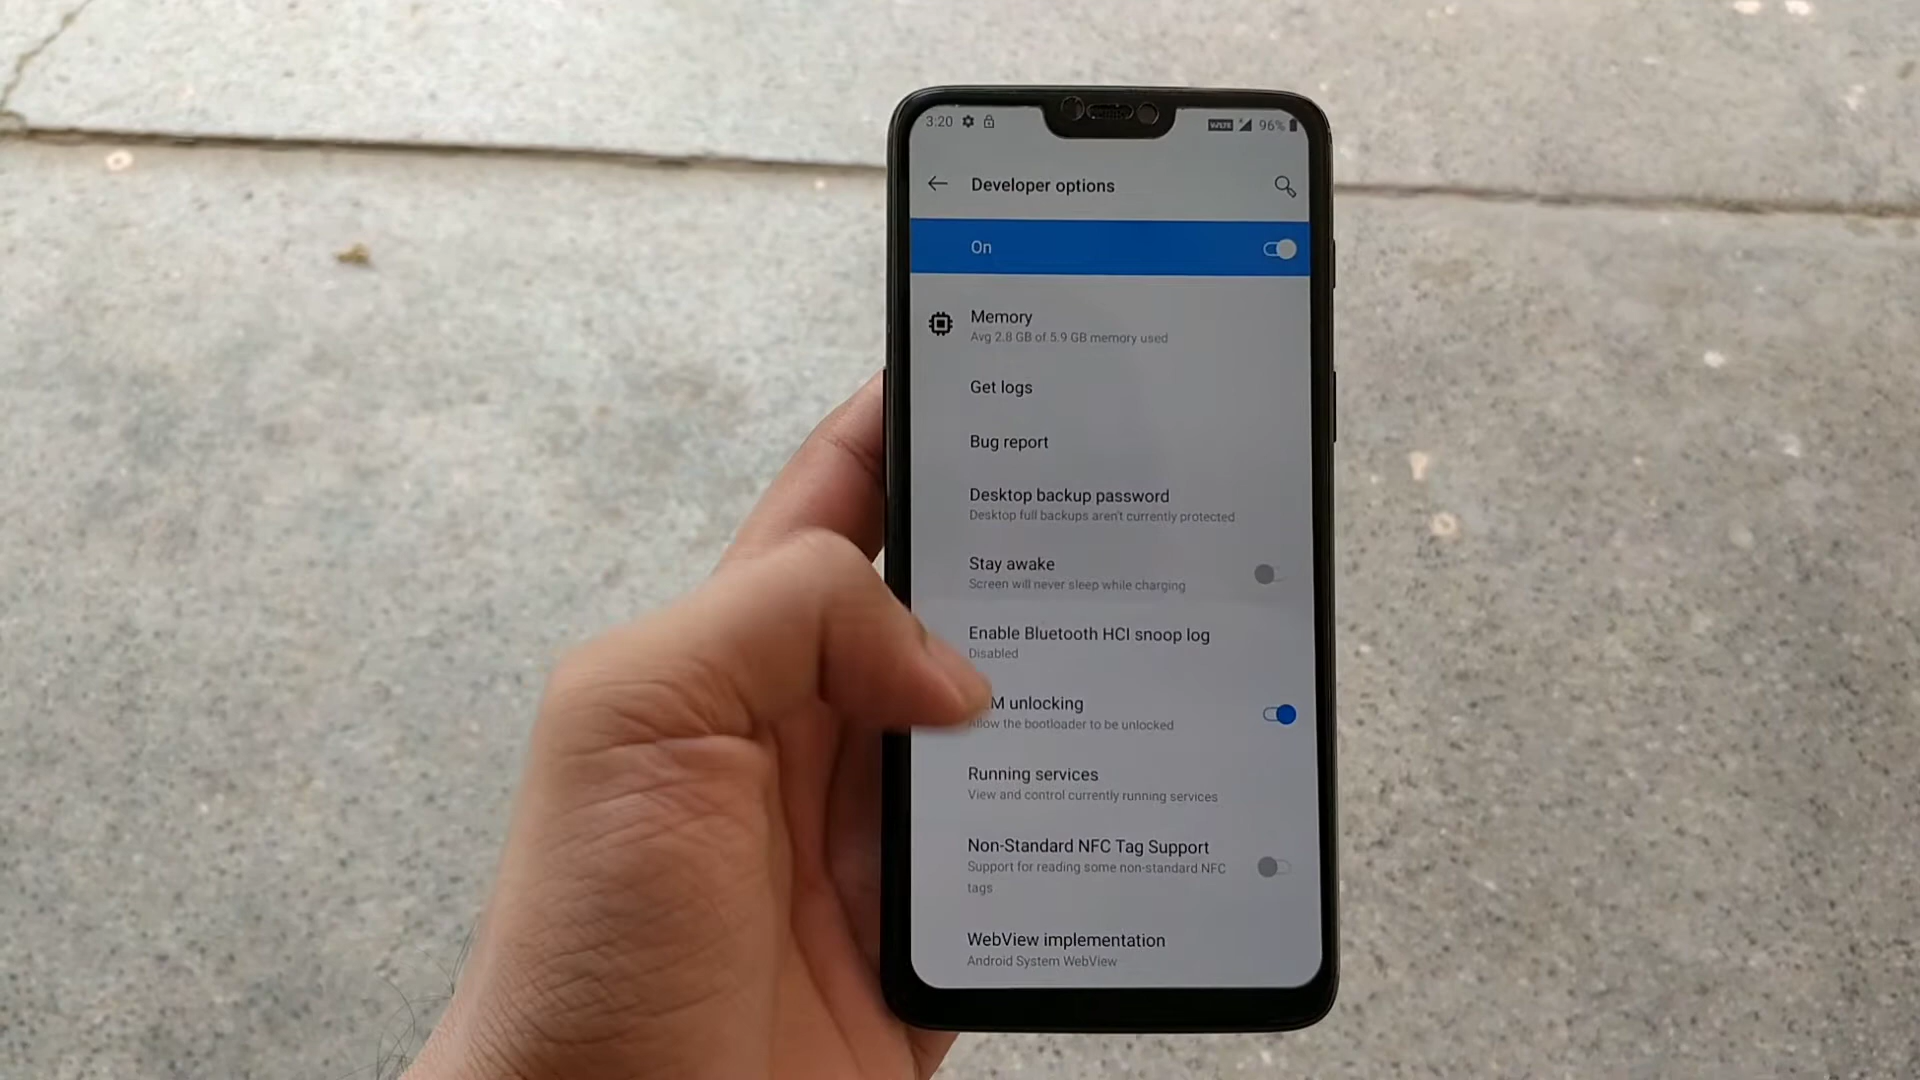 3:20 VoLTE 96%
Developer options
On
Memory
Avg 2.8 GB of 5.9 GB memory used
Get logs
Bug report
Desktop backup password
Desktop full backups aren't currently protected
Stay awake
Screen will never sleep while charging
Enable Bluetooth HCI snoop log
Disabled
M unlocking
Allow the bootloader to be unlocked
Running services
View and control currently running services
Non-Standard NFC Tag Support
Support for reading some non-standard NFC
tags
WebView implementation
Android System WebView